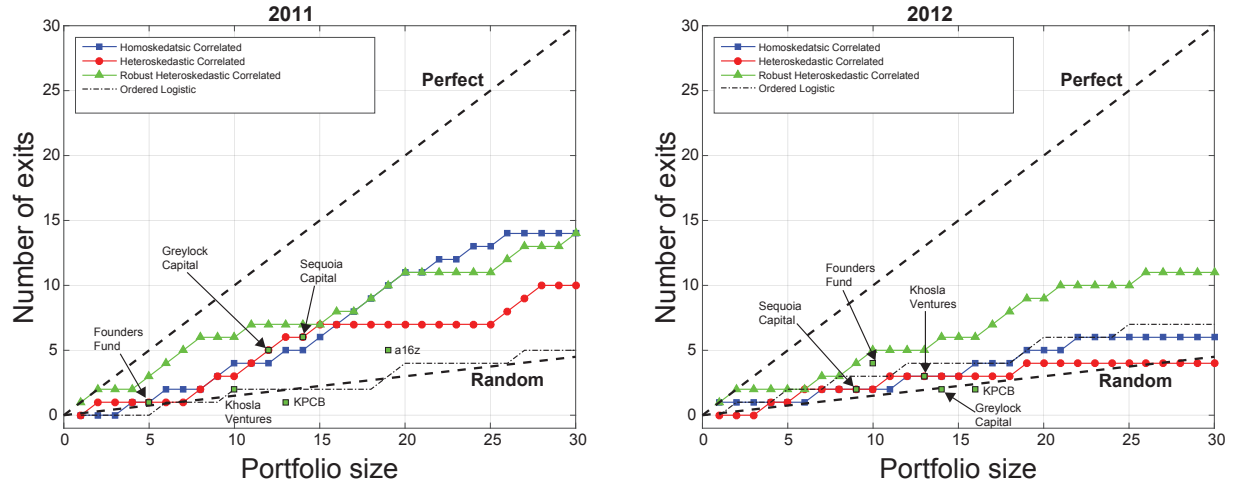 2011
Number of exits
30
25
20
15
10
5
0
Homoskedatsic Correlated
Heteroskedastic Correlated
Robust Heteroskedastic Correlated
Ordered Logistic
Perfect
Greylock
Capital
Sequoia
Capital
Founders
Fund
a16z
Khosla
Ventures
KPCB
Random
0 5 10 15 20 25 30
Portfolio size
2012
Number of exits
30
25
20
15
10
5
0
Homoskedatsic Correlated
Heteroskedastic Correlated
Robust Heteroskedastic Correlated
Ordered Logistic
Perfect
Founders
Fund
Khosla
Ventures
Sequoia
Capital
KPCB
Greylock
Capital
Random
0 5 10 15 20 25 30
Portfolio size